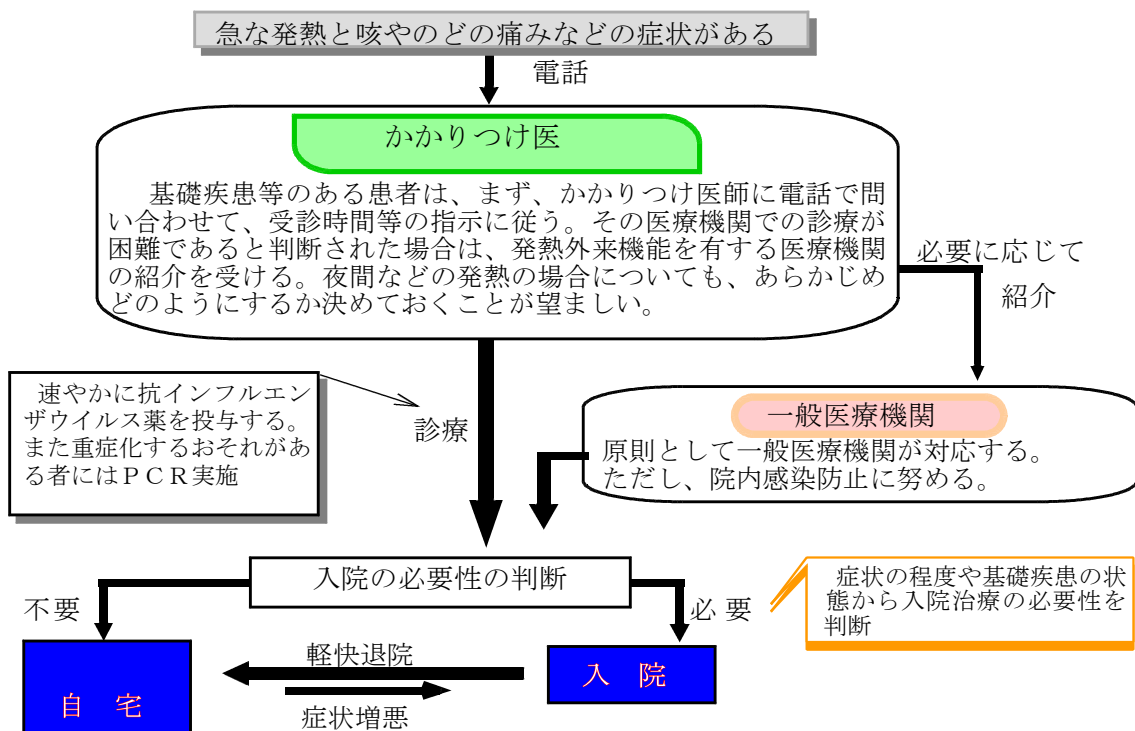 急な発熱と咳やのどの痛みなどの症状がある
電話
かかりつけ医
基礎疾患等のある患者は、まず、かかりつけ医師に電話で問
い合わせて、受診時間等の指示に従う。その医療機関での診療が
困難であると判断された場合は、発熱外来機能を有する医療機関
の紹介を受ける。夜間などの発熱の場合についても、あらかじめ
どのようにするか決めておくことが望ましい。
必要に応じて
紹介
速やかに抗インフルエン
ザウイルス薬を投与する。
また重症化するおそれがあ
る者にはＰＣＲ実施
診療
一般医療機関
原則として一般医療機関が対応する。
ただし、院内感染防止に努める。
入院の必要性の判断
不要
必 要
症状の程度や基礎疾患の状
態から入院治療の必要性を
判断
自 宅
軽快退院
症状増悪
入 院